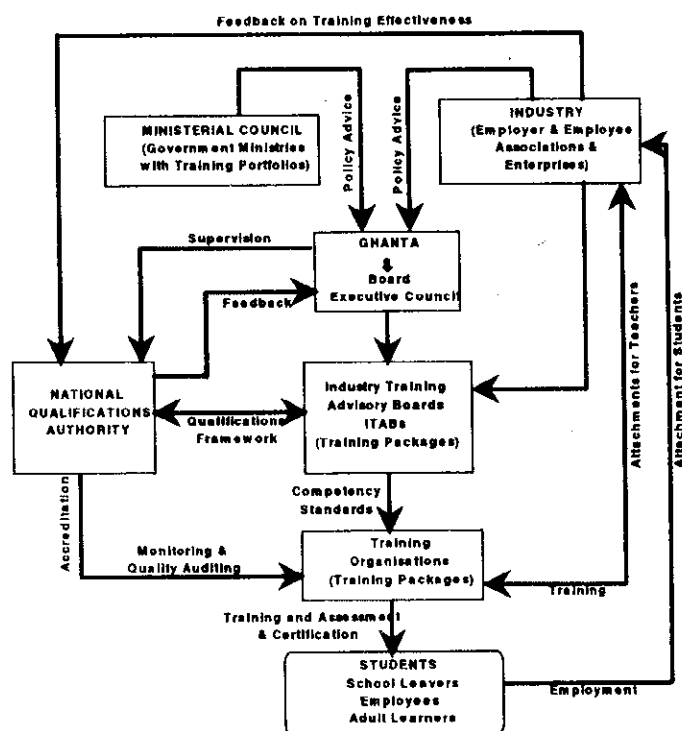 Feedback on Training Effectiveness
MINISTERIAL COUNCIL
(Government Ministries
with Training Portfolios)
Policy Advice
Policy Advice
INDUSTRY
(Employer & Employee
Associations &
Enterprises)
Supervision
GHANTA
Board
Executive Council
Feedback
NATIONAL
QUALIFICATIONS
AUTHORITY
Qualifications
Framework
Industry Training
Advisory Boards
ITABs
(Training Packages)
Attachments for Teachers
Attachment for Students
Accreditation
Competency
Standards
Monitoring &
Quality Auditing
Training
Organisations
(Training Packages)
Training
Training and Assessment
& Certification
STUDENTS
School Leavers
Employees
Adult Learners
Employment